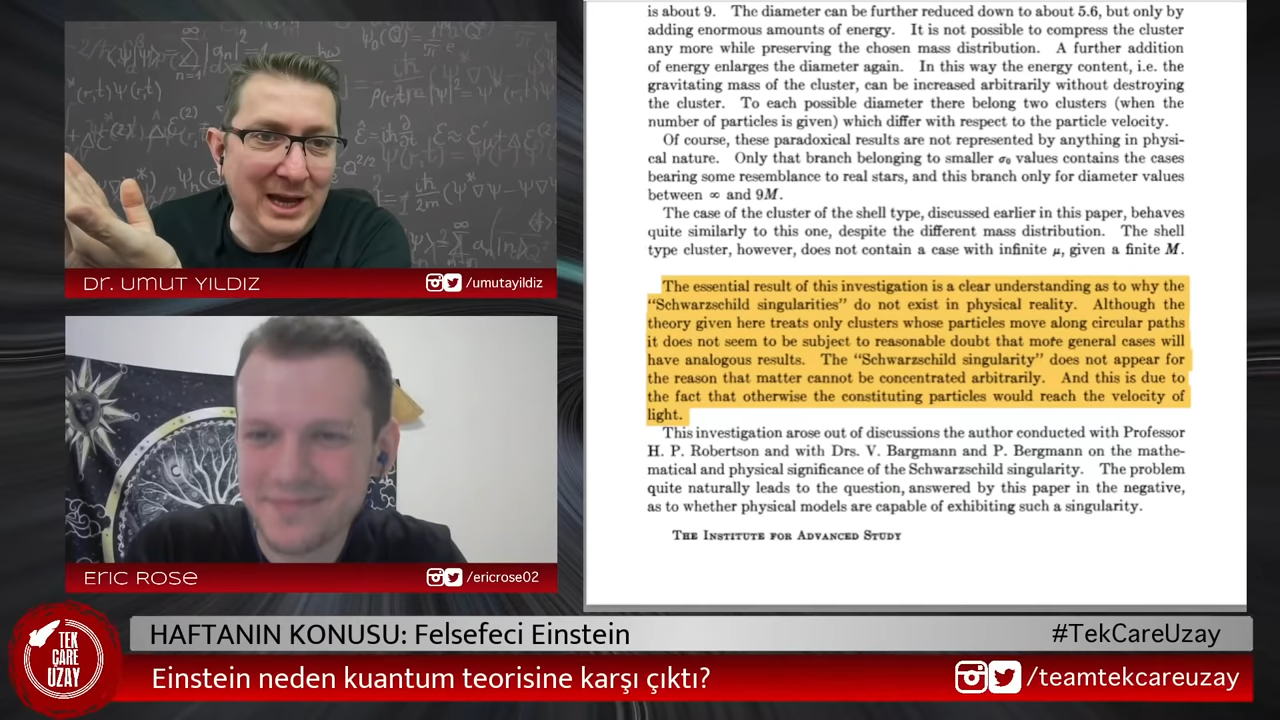 DR. UMUT YILDIZ
/umutayildiz
ERIC ROSE
/ericrose02
is about 9. The diameter can be further reduced down to about 5.6, but only by
adding enormous amounts of energy. It is not possible to compress the cluster
any more while preserving the chosen mass distribution. A further addition
of energy enlarges the diameter again. In this way the energy content, i.e. the
gravitating mass of the cluster, can be increased arbitrarily without destroying
the cluster. To each possible diameter there belong two clusters (when the
number of particles is given) which differ with respect to the particle velocity.
Of course, these paradoxical results are not represented by anything in physi-
cal nature. Only that branch belonging to smaller σ₀ values contains the cases
bearing some resemblance to real stars, and this branch only for diameter values
between ∞ and 9M.
The case of the cluster of the shell type, discussed earlier in this paper, behaves
quite similarly to this one, despite the different mass distribution. The shell
type cluster, however, does not contain a case with infinite μ, given a finite M.
The essential result of this investigation is a clear understanding as to why the
“Schwarzschild singularities” do not exist in physical reality. Although the
theory given here treats only clusters whose particles move along circular paths
it does not seem to be subject to reasonable doubt that more general cases will
have analogous results. The “Schwarzschild singularity” does not appear for
the reason that matter cannot be concentrated arbitrarily. And this is due to
the fact that otherwise the constituting particles would reach the velocity of
light.
This investigation arose out of discussions the author conducted with Professor
H. P. Robertson and with Drs. V. Bargmann and P. Bergmann on the mathe-
matical and physical significance of the Schwarzschild singularity. The problem
quite naturally leads to the question, answered by this paper in the negative,
as to whether physical models are capable of exhibiting such a singularity.
THE INSTITUTE FOR ADVANCED STUDY
TEK
ÇARE
UZAY
HAFTANIN KONUSU: Felsefeci Einstein
#TekCareUzay
Einstein neden kuantum teorisine karşı çıktı?
/teamtekcareuzay